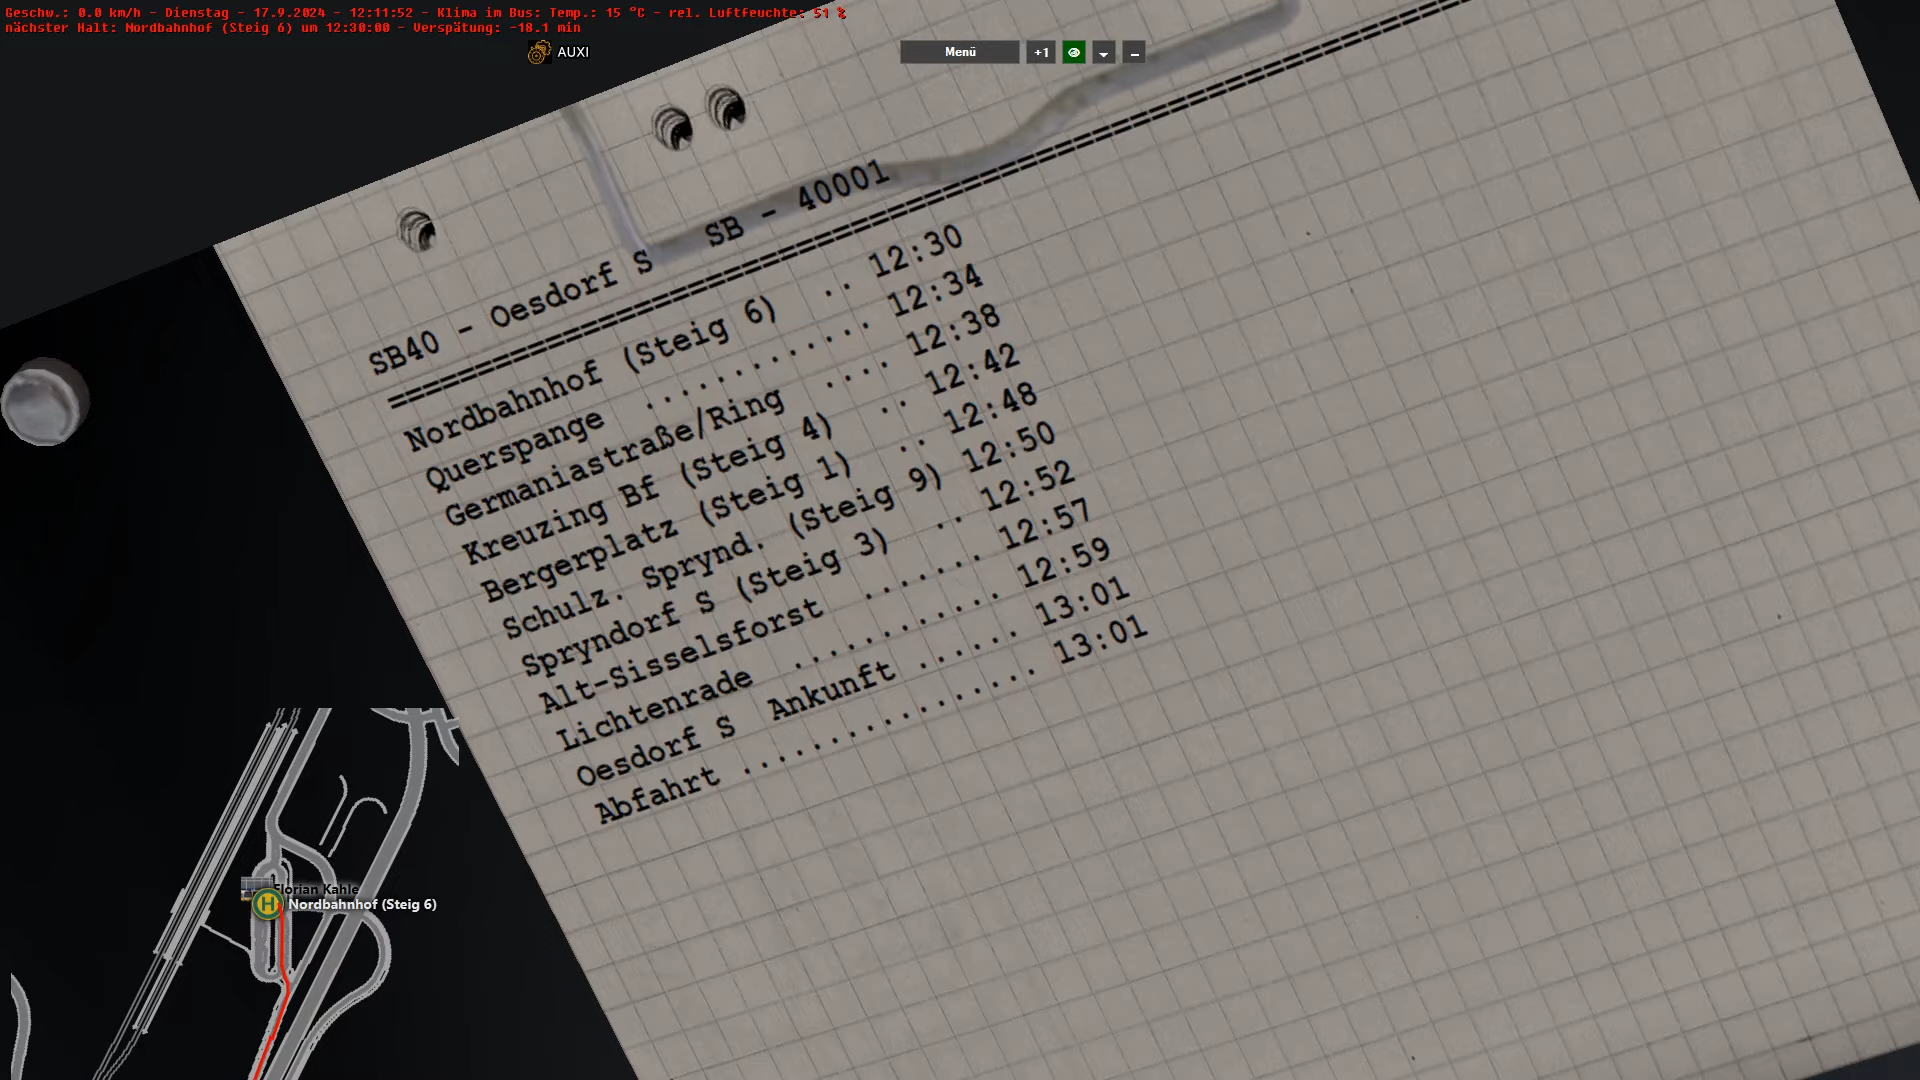 Geschw.: 0.0 km/h - Dienstag - 17.9.2024 - 12:11:52 - Klima im Bus: Temp.: 15 °C - rel. Luftfeuchte: 51 %
nächster Halt: Nordbahnhof (Steig 6) um 12:30:00 - Verspätung: -18.1 min
AUXI
Menü +1
SB40 - Oesdorf S SB - 40001
==============================
Nordbahnhof (Steig 6) .. 12:30
Querspange ............ 12:34
Germaniastraße/Ring .... 12:38
Kreuzing Bf (Steig 4) .. 12:42
Bergerplatz (Steig 1) .. 12:48
Schulz. Sprynd. (Steig 9) 12:50
Spryndorf S (Steig 3) .. 12:52
Alt-Sisselsforst ....... 12:57
Lichtenrade ........... 12:59
Oesdorf S Ankunft ...... 13:01
Abfahrt ................ 13:01
Florian Kahle
H Nordbahnhof (Steig 6)